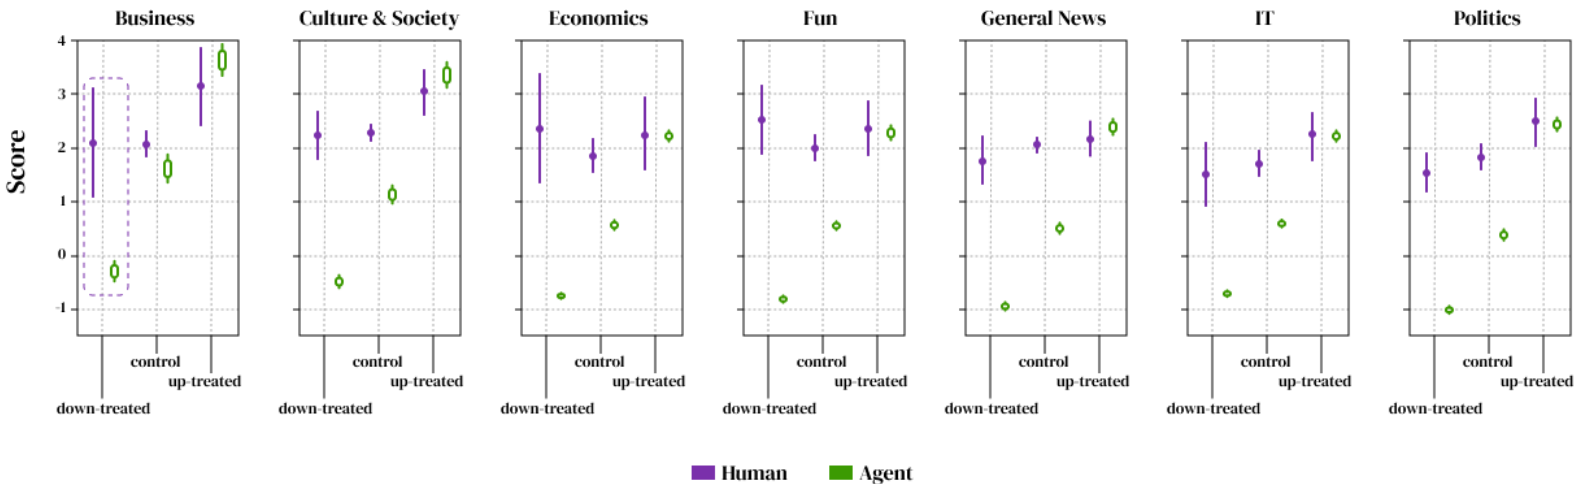 Business
Culture & Society
Economics
Fun
General News
IT
Politics
Score
4
3
2
1
0
-1
control
up-treated
down-treated
control
up-treated
down-treated
control
up-treated
down-treated
control
up-treated
down-treated
control
up-treated
down-treated
control
up-treated
down-treated
control
up-treated
down-treated
Human
Agent